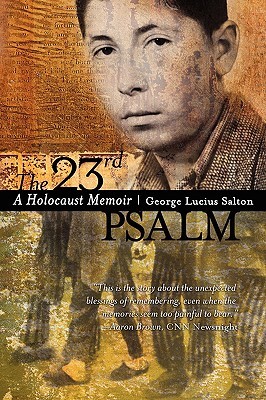 The 23rd
A Holocaust Memoir | George Lucius Salton
PSALM
"This is the story about the unexpected
blessings of remembering, even when the
memories seem too painful to bear."
—Aaron Brown, CNN Newsnight